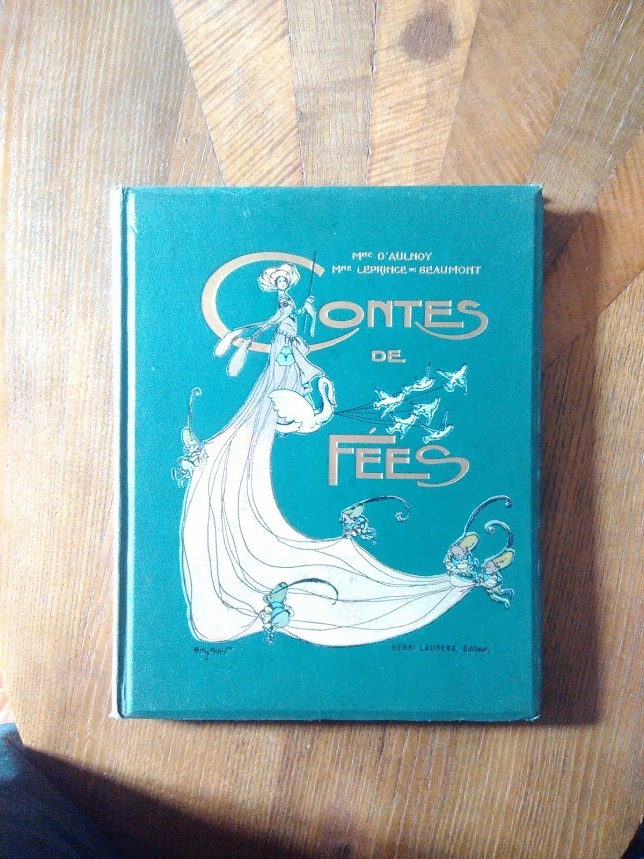 Mme D'AULNOY
Mme LEPRINCE DE BEAUMONT
CONTES
DE
FÉES
HENRI LAURENS, Éditeur.